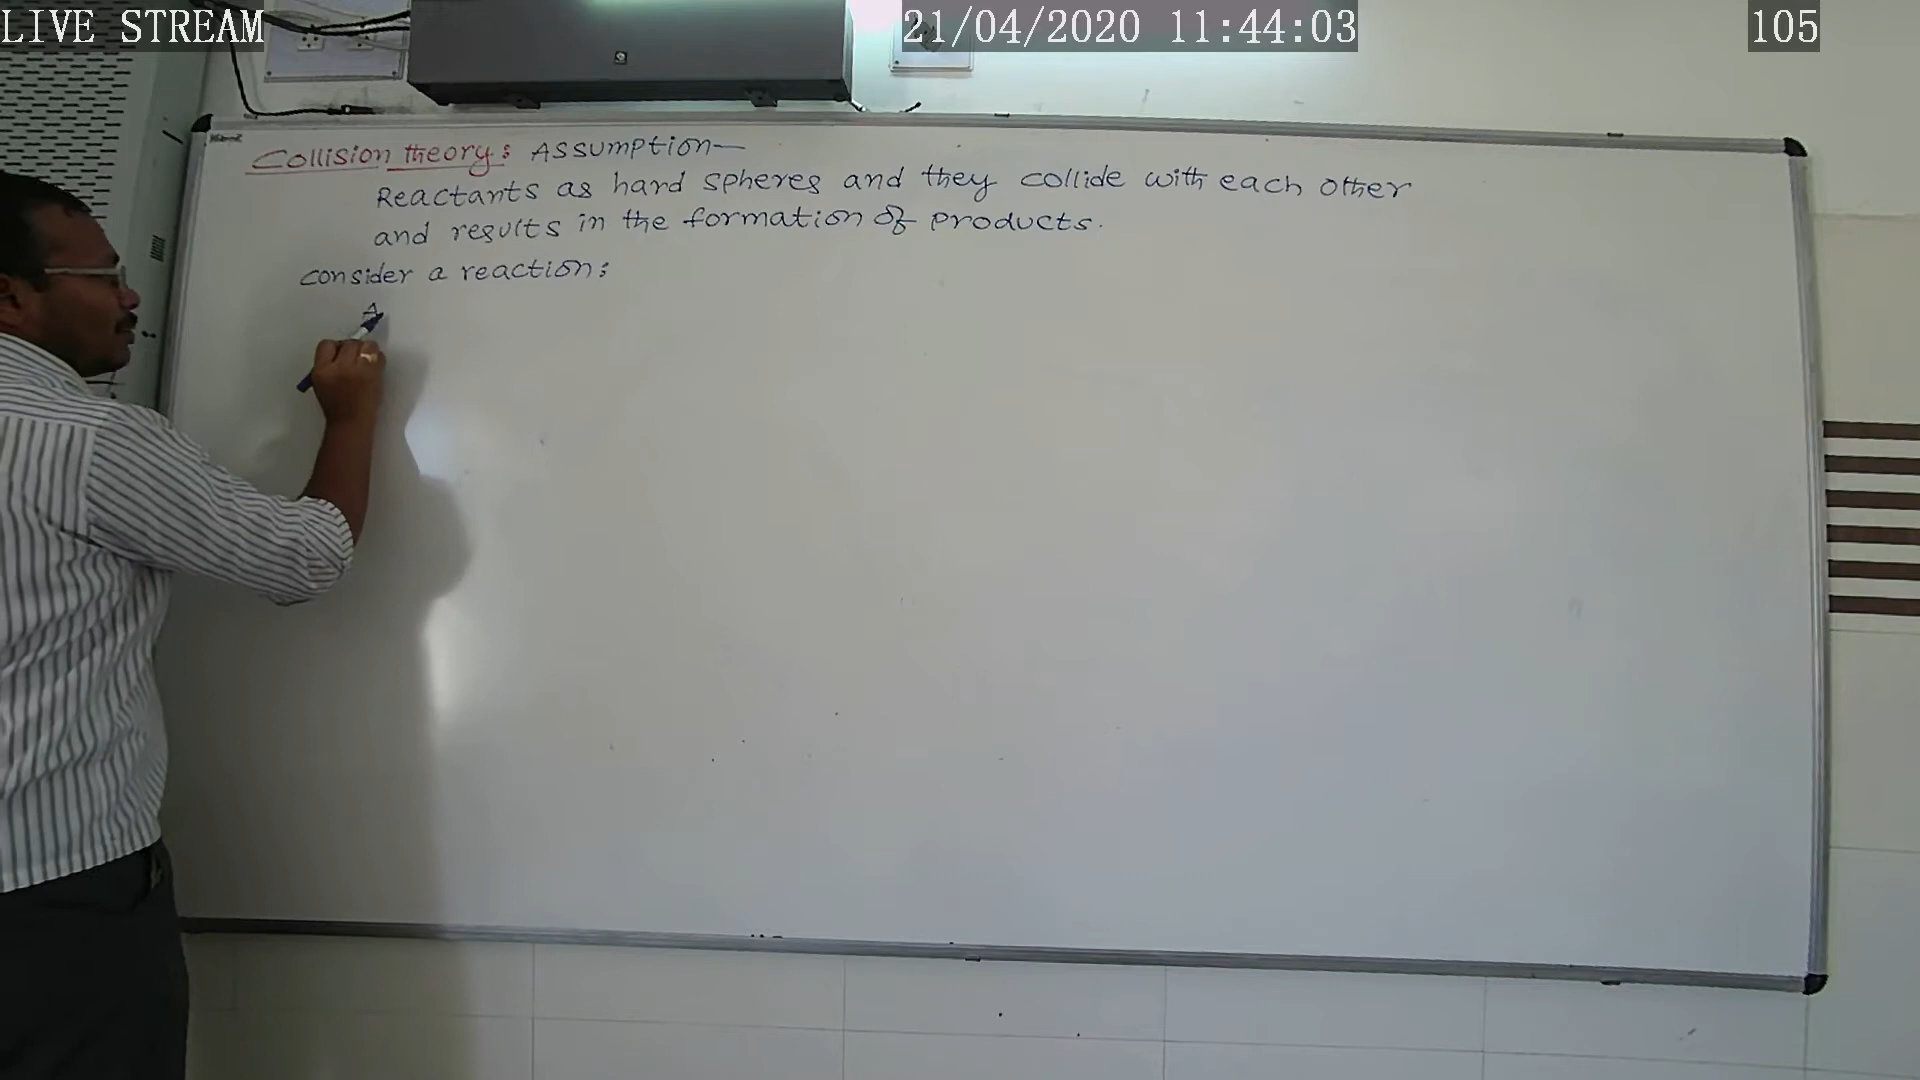 LIVE STREAM 21/04/2020 11:44:03 105
Collision theory: Assumption—
Reactants as hard spheres and they collide with each other
and results in the formation of products.
Consider a reaction:
A